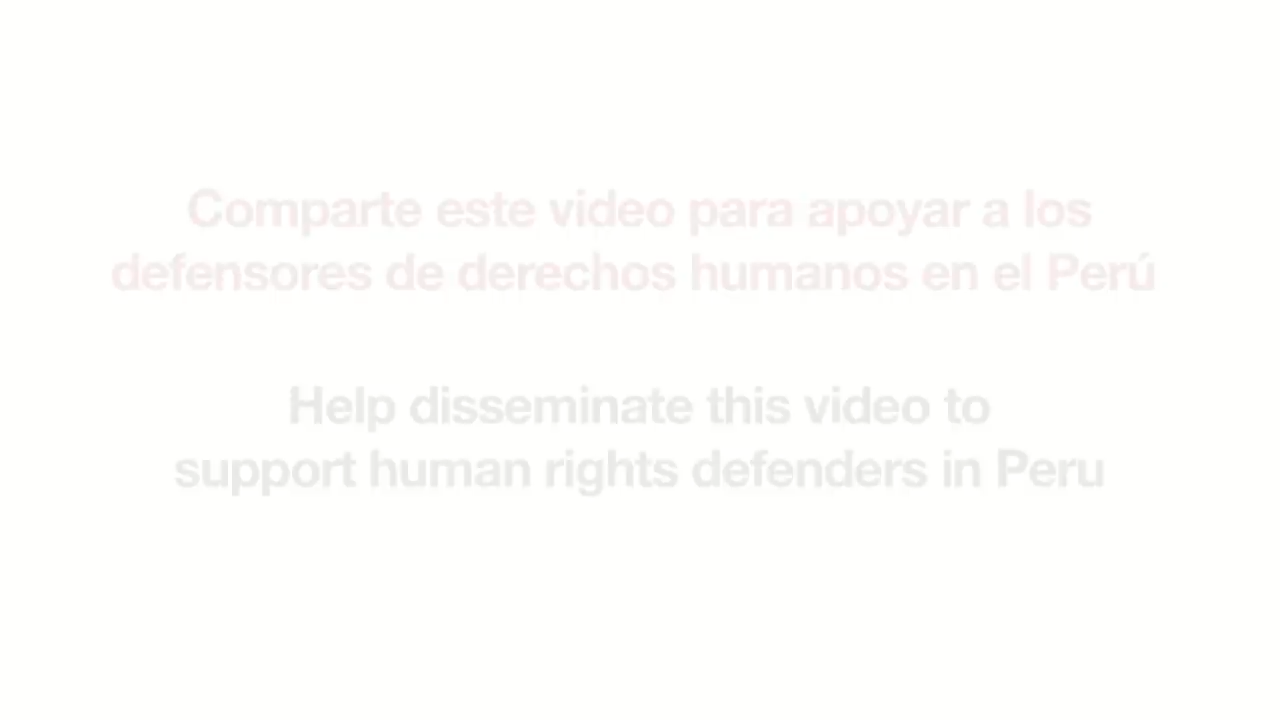 Comparte este video para apoyar a los
defensores de derechos humanos en el Perú
Help disseminate this video to
support human rights defenders in Peru